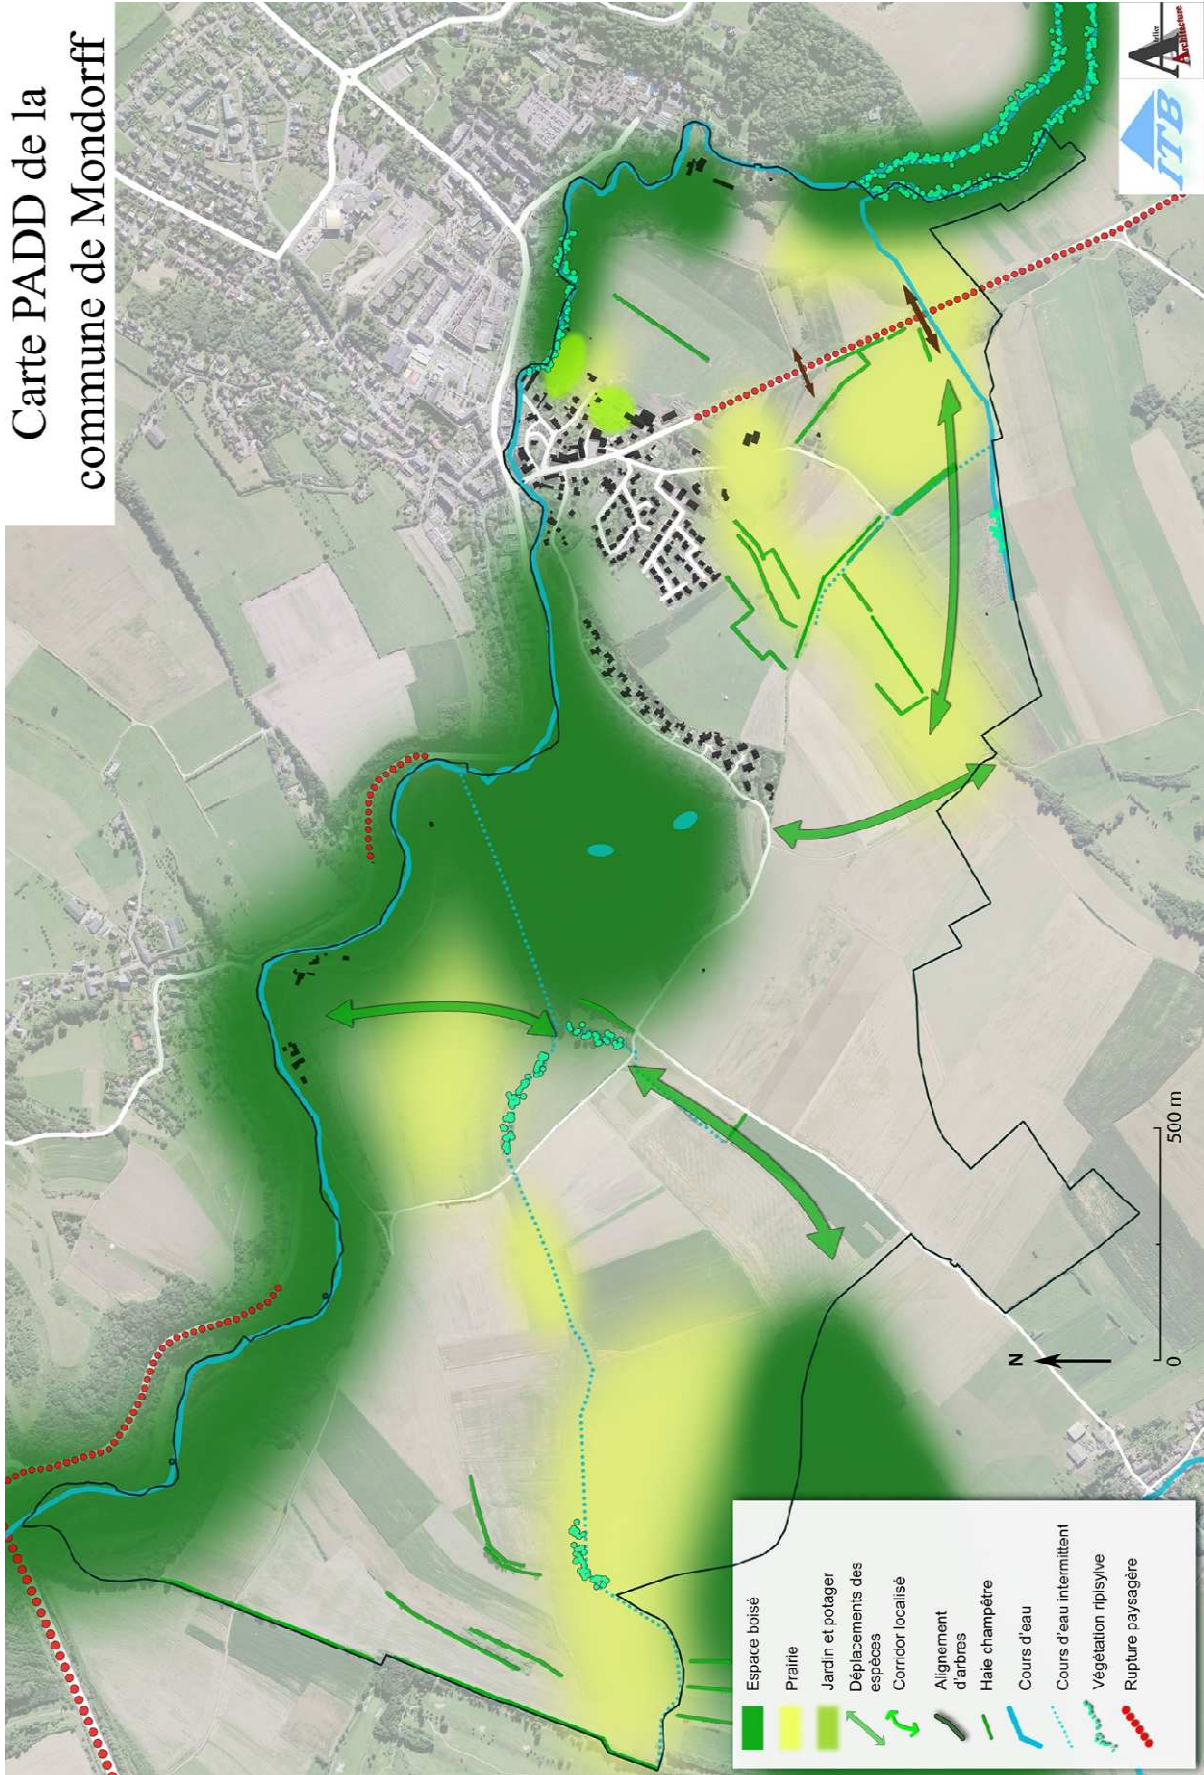 Carte PADD de la
commune de Mondorff
Espace boisé
Prairie
Jardin et potager
Déplacements des
espèces
Corridor localisé
Alignement
d'arbres
Haie champêtre
Cours d'eau
Cours d'eau intermittent
Végétation ripisylve
Rupture paysagère
N
0
500 m
ITB
Atelier
A
Architecture